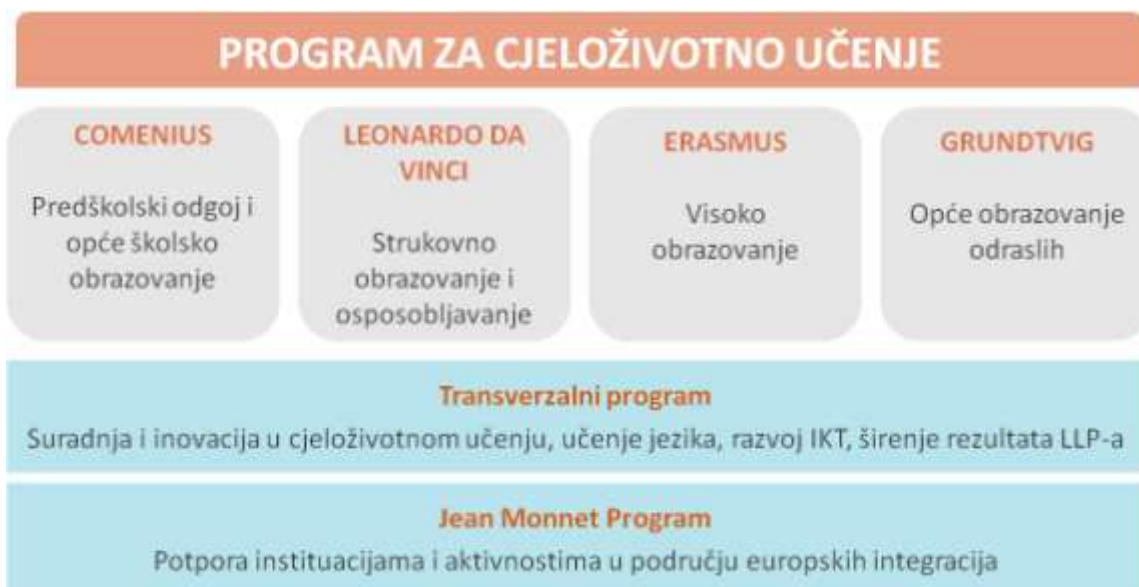 PROGRAM ZA CJELOŽIVOTNO UČENJE
COMENIUS
Predškolski odgoj i
opće školsko
obrazovanje
LEONARDO DA
VINCI
Strukovno
obrazovanje i
osposobljavanje
ERASMUS
Visoko
obrazovanje
GRUNDTVIG
Opće obrazovanje
odraslih
Transverzalni program
Suradnja i inovacija u cjeloživotnom učenju, učenje jezika, razvoj IKT, širenje rezultata LLP-a
Jean Monnet Program
Potpora instituacijama i aktivnostima u području europskih integracija